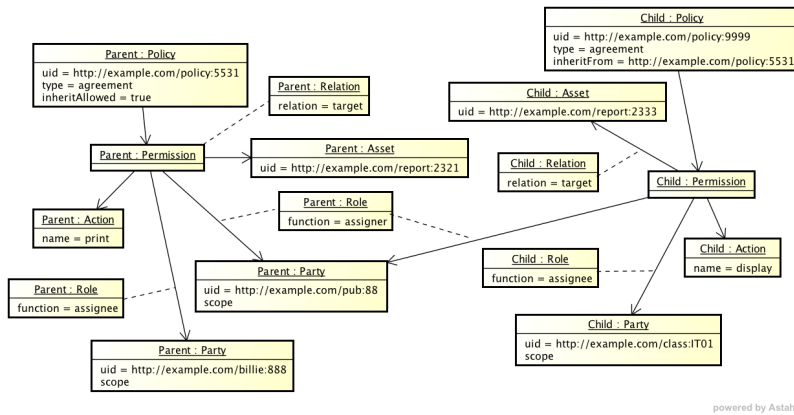 Child : Policy
uid = http://example.com/policy:9999
type = agreement
inheritFrom = http://example.com/policy:5531
Parent : Policy
uid = http://example.com/policy:5531
type = agreement
inheritAllowed = true
Parent : Relation
relation = target
Child : Asset
uid = http://example.com/report:2333
Parent : Permission
Parent : Asset
uid = http://example.com/report:2321
Child : Relation
relation = target
Child : Permission
Parent : Action
name = print
Parent : Role
function = assigner
Child : Action
name = display
Parent : Role
function = assignee
Parent : Party
uid = http://example.com/pub:88
scope
Child : Role
function = assignee
Child : Party
uid = http://example.com/class:IT01
scope
Parent : Party
uid = http://example.com/billie:888
scope
powered by Astah